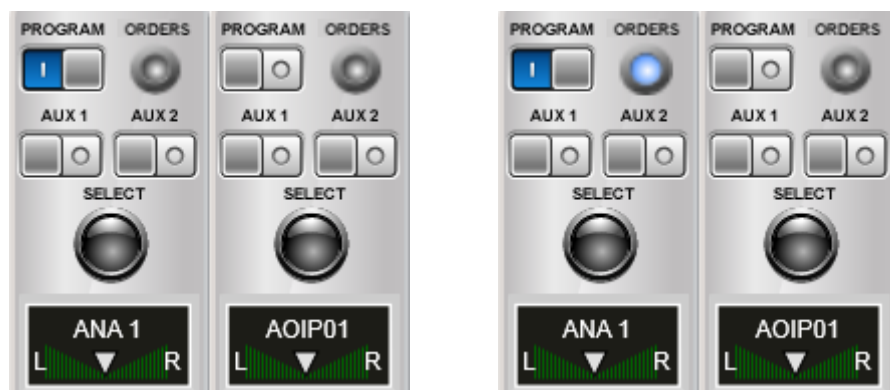 PROGRAM ORDERS PROGRAM ORDERS
AUX 1 AUX 2 AUX 1 AUX 2
SELECT SELECT
ANA 1 AOIP01
L R L R
PROGRAM ORDERS PROGRAM ORDERS
AUX 1 AUX 2 AUX 1 AUX 2
SELECT SELECT
ANA 1 AOIP01
L R L R